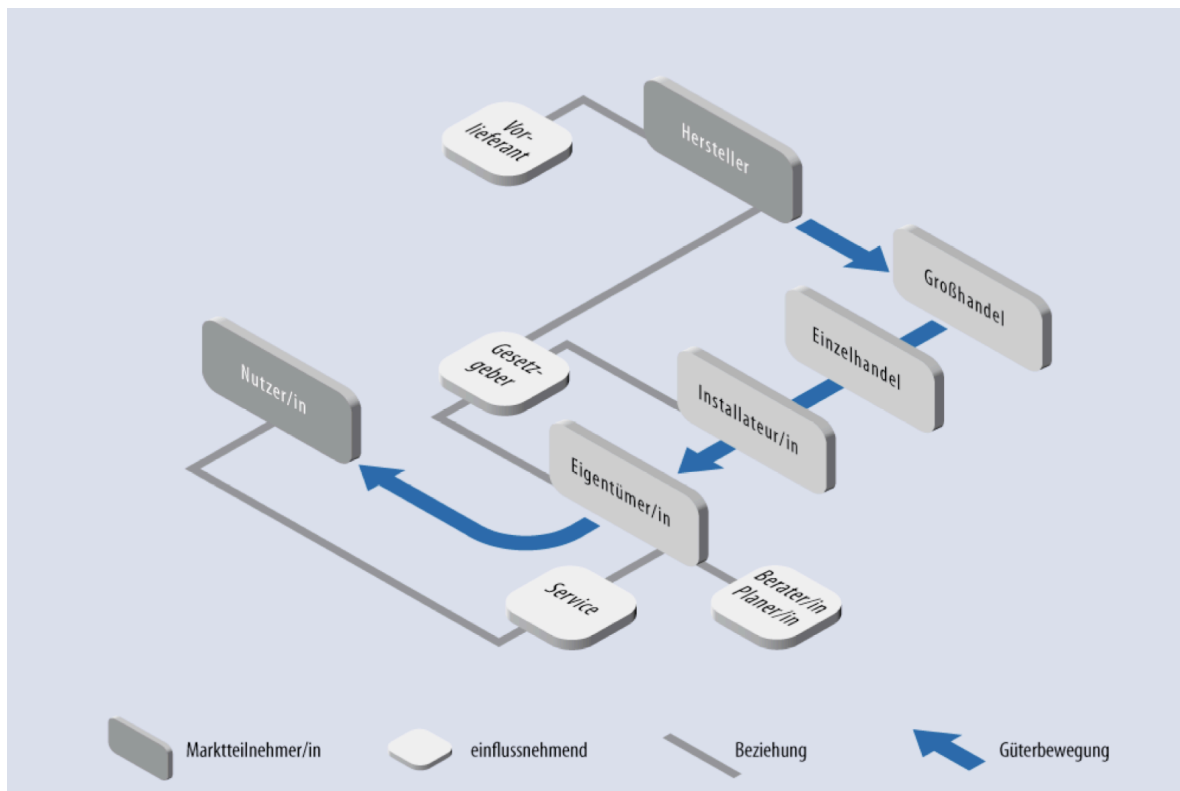 Vor-
lieferant
Hersteller
Großhandel
Einzelhandel
Gesetz-
geber
Nutzer/in
Installateur/in
Eigentümer/in
Service
Berater/in
Planer/in
Marktteilnehmer/in
einflussnehmend
Beziehung
Güterbewegung